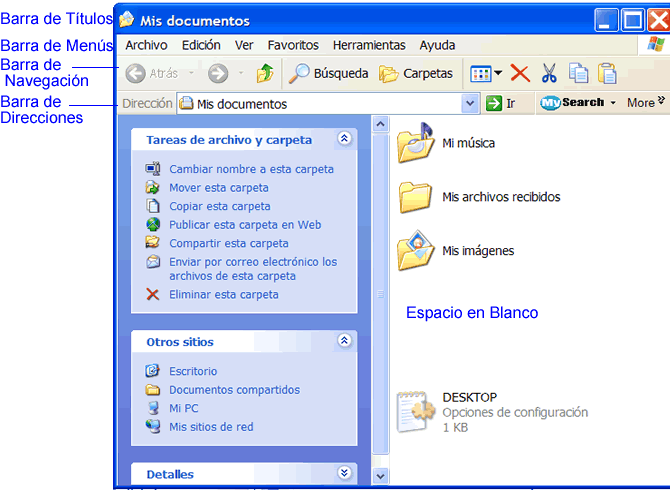 Barra de Títulos
Mis documentos
Barra de Menús
Archivo Edición Ver Favoritos Herramientas Ayuda
Barra de
Navegación
Atrás Búsqueda Carpetas
Barra de
Direcciones
Dirección Mis documentos Ir My Search More
Tareas de archivo y carpeta
Cambiar nombre a esta carpeta
Mover esta carpeta
Copiar esta carpeta
Publicar esta carpeta en Web
Compartir esta carpeta
Enviar por correo electrónico los
archivos de esta carpeta
Eliminar esta carpeta
Otros sitios
Escritorio
Documentos compartidos
Mi PC
Mis sitios de red
Detalles
Mi música
Mis archivos recibidos
Mis imágenes
Espacio en Blanco
DESKTOP
Opciones de configuración
1 KB